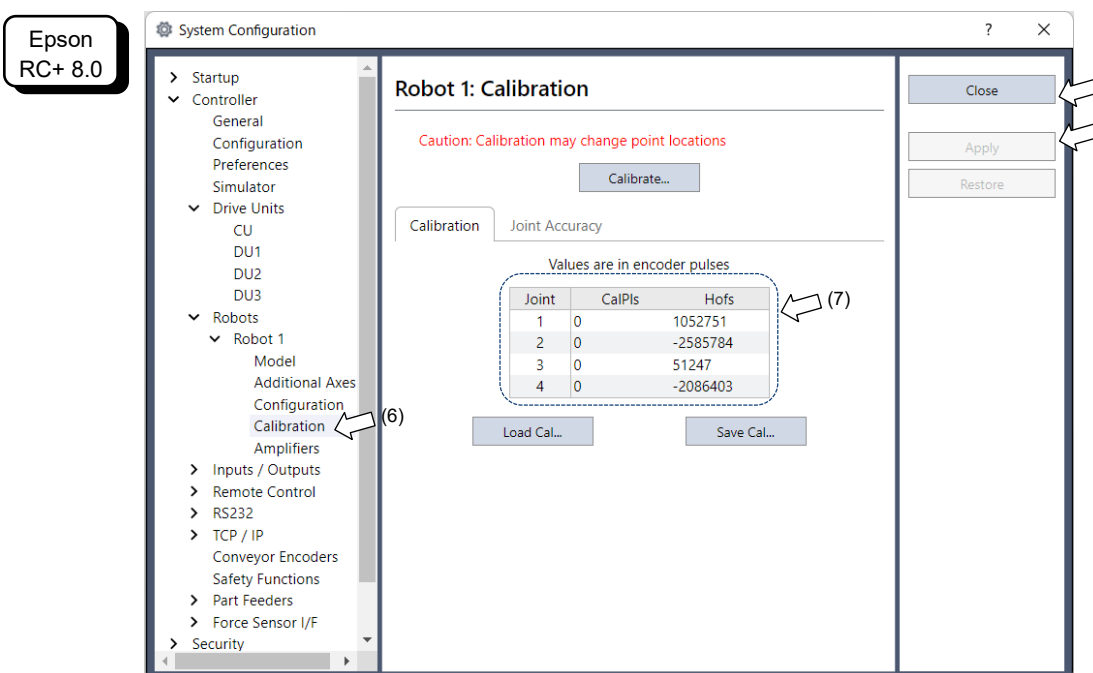 Epson
RC+ 8.0
System Configuration
?
Startup
Controller
General
Configuration
Preferences
Simulator
Drive Units
CU
DU1
DU2
DU3
Robots
Robot 1
Model
Additional Axes
Configuration
Calibration
(6)
Amplifiers
Inputs / Outputs
Remote Control
RS232
TCP / IP
Conveyor Encoders
Safety Functions
Part Feeders
Force Sensor I/F
Security
Robot 1: Calibration
Caution: Calibration may change point locations
Calibrate...
Calibration Joint Accuracy
Values are in encoder pulses
Joint CalPls Hofs
1 0 1052751
2 0 -2585784
3 0 51247
4 0 -2086403
(7)
Load Cal... Save Cal...
Close
Apply
Restore